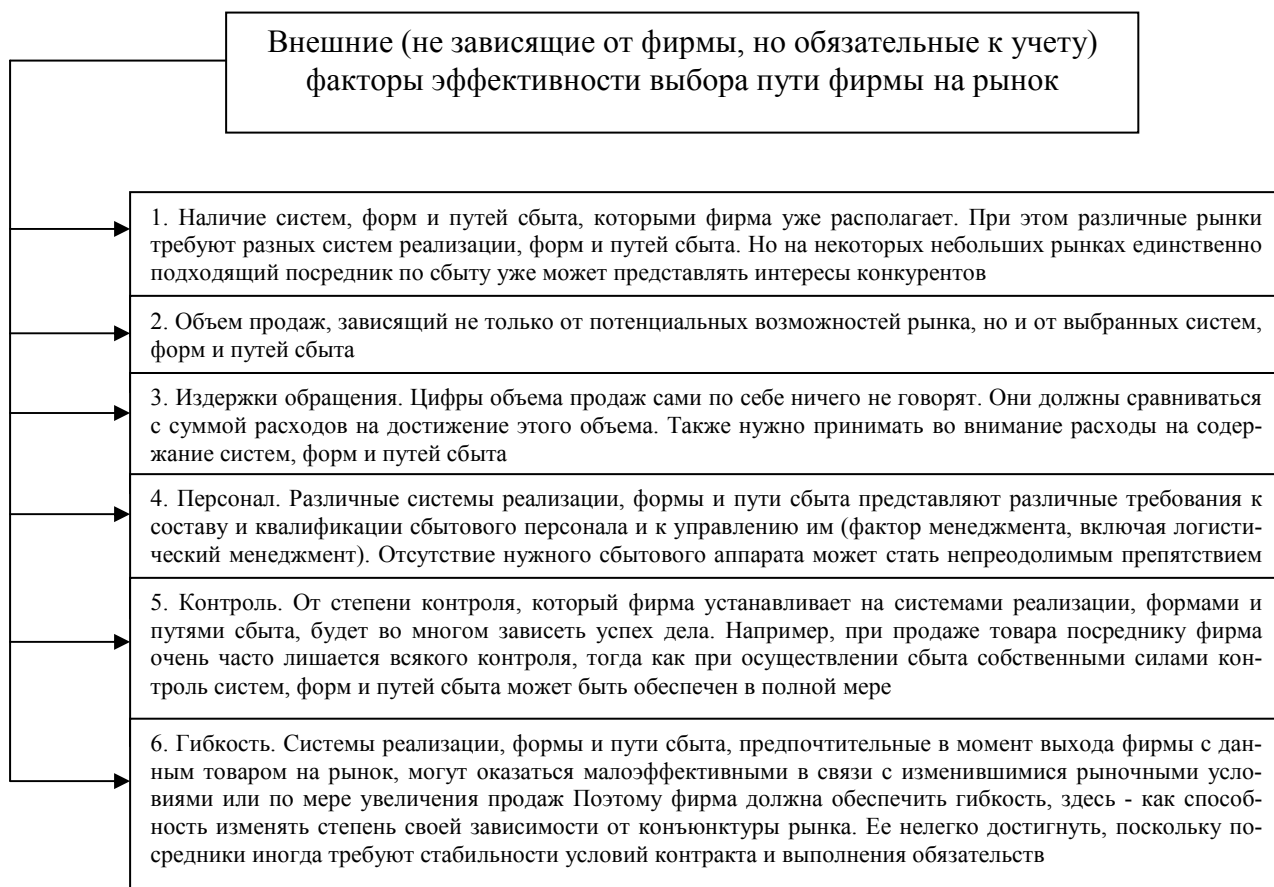 Внешние (не зависящие от фирмы, но обязательные к учету)
факторы эффективности выбора пути фирмы на рынок
1. Наличие систем, форм и путей сбыта, которыми фирма уже располагает. При этом различные рынки
требуют разных систем реализации, форм и путей сбыта. Но на некоторых небольших рынках единственно
подходящий посредник по сбыту уже может представлять интересы конкурентов
2. Объем продаж, зависящий не только от потенциальных возможностей рынка, но и от выбранных систем,
форм и путей сбыта
3. Издержки обращения. Цифры объема продаж сами по себе ничего не говорят. Они должны сравниваться
с суммой расходов на достижение этого объема. Также нужно принимать во внимание расходы на содер-
жание систем, форм и путей сбыта
4. Персонал. Различные системы реализации, формы и пути сбыта представляют различные требования к
составу и квалификации сбытового персонала и к управлению им (фактор менеджмента, включая логисти-
ческий менеджмент). Отсутствие нужного сбытового аппарата может стать непреодолимым препятствием
5. Контроль. От степени контроля, который фирма устанавливает на системами реализации, формами и
путями сбыта, будет во многом зависеть успех дела. Например, при продаже товара посреднику фирма
очень часто лишается всякого контроля, тогда как при осуществлении сбыта собственными силами кон-
троль систем, форм и путей сбыта может быть обеспечен в полной мере
6. Гибкость. Системы реализации, формы и пути сбыта, предпочтительные в момент выхода фирмы с дан-
ным товаром на рынок, могут оказаться малоэффективными в связи с изменившимися рыночными усло-
виями или по мере увеличения продаж Поэтому фирма должна обеспечить гибкость, здесь - как способ-
ность изменять степень своей зависимости от конъюнктуры рынка. Ее нелегко достигнуть, поскольку по-
средники иногда требуют стабильности условий контракта и выполнения обязательств